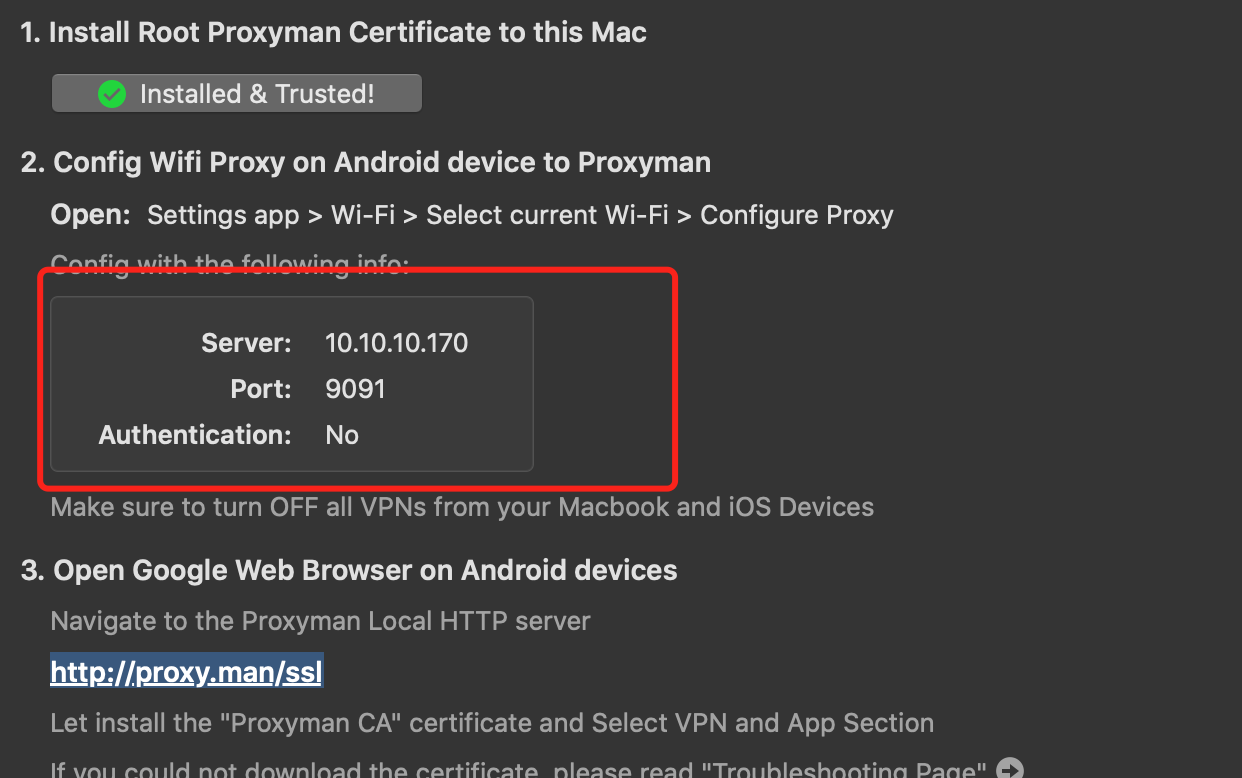 1. Install Root Proxyman Certificate to this Mac
Installed & Trusted!
2. Config Wifi Proxy on Android device to Proxyman
Open: Settings app > Wi-Fi > Select current Wi-Fi > Configure Proxy
Config with the following info:
Server: 10.10.10.170
Port: 9091
Authentication: No
Make sure to turn OFF all VPNs from your Macbook and iOS Devices
3. Open Google Web Browser on Android devices
Navigate to the Proxyman Local HTTP server
http://proxy.man/ssl
Let install the "Proxyman CA" certificate and Select VPN and App Section
If you could not download the certificate, please read "Troubleshooting Page"